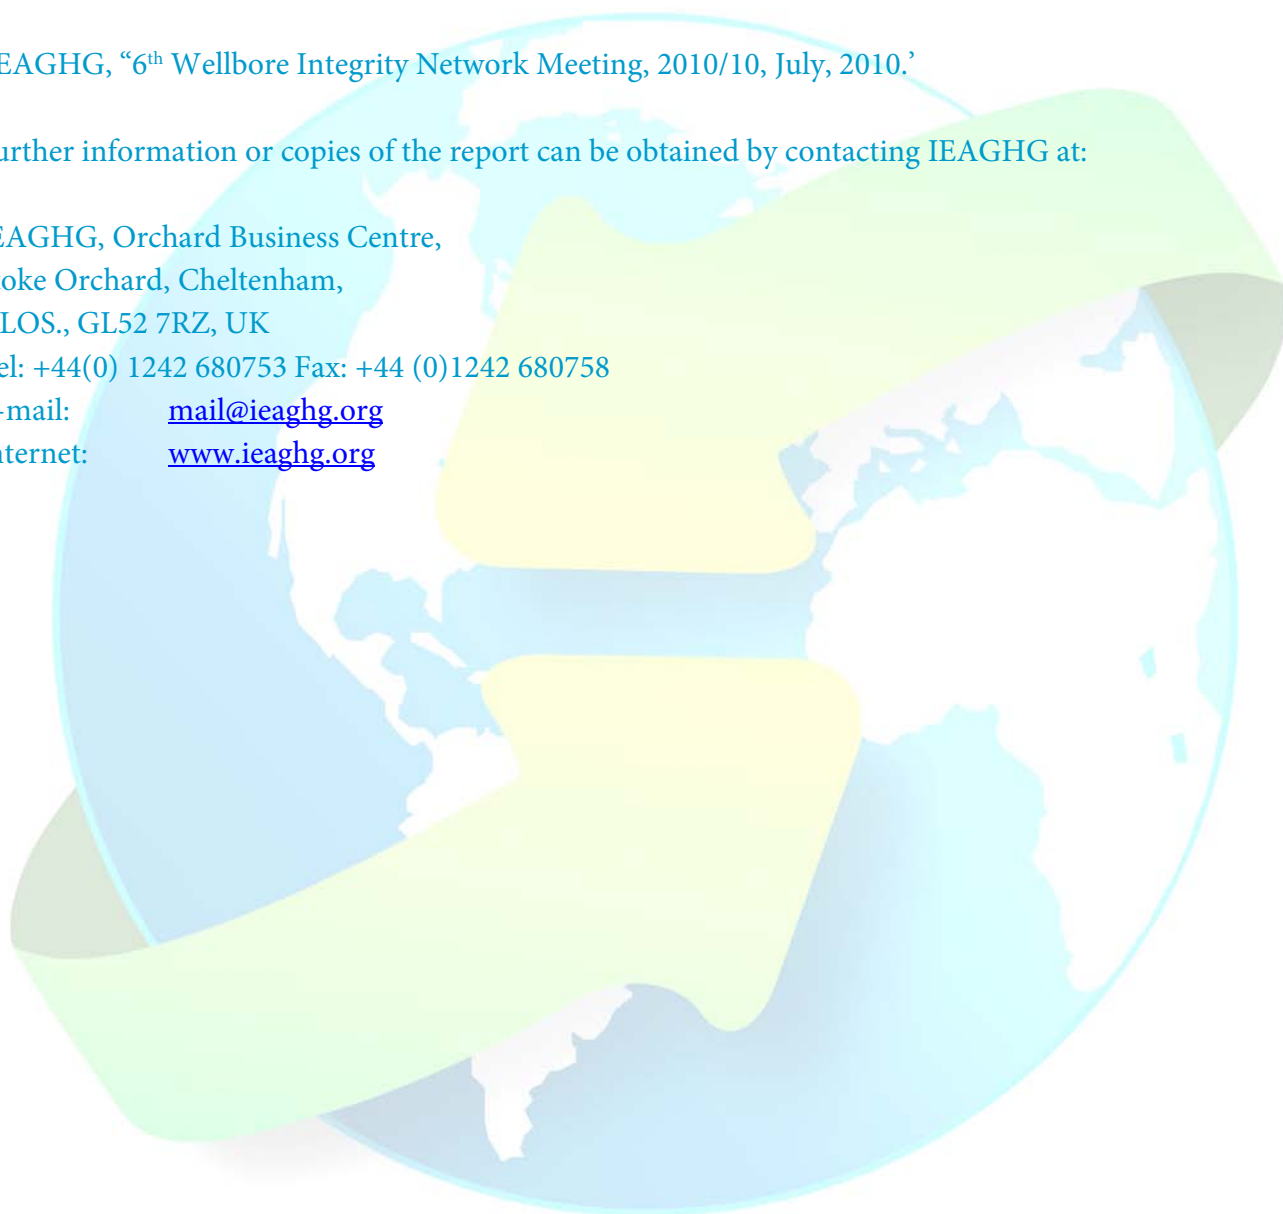 EAGHG, “6th Wellbore Integrity Network Meeting, 2010/10, July, 2010.’
urther information or copies of the report can be obtained by contacting IEAGHG at:
EAGHG, Orchard Business Centre,
toke Orchard, Cheltenham,
LOS., GL52 7RZ, UK
el: +44(0) 1242 680753 Fax: +44 (0)1242 680758
-mail: mail@ieaghg.org
nternet: www.ieaghg.org